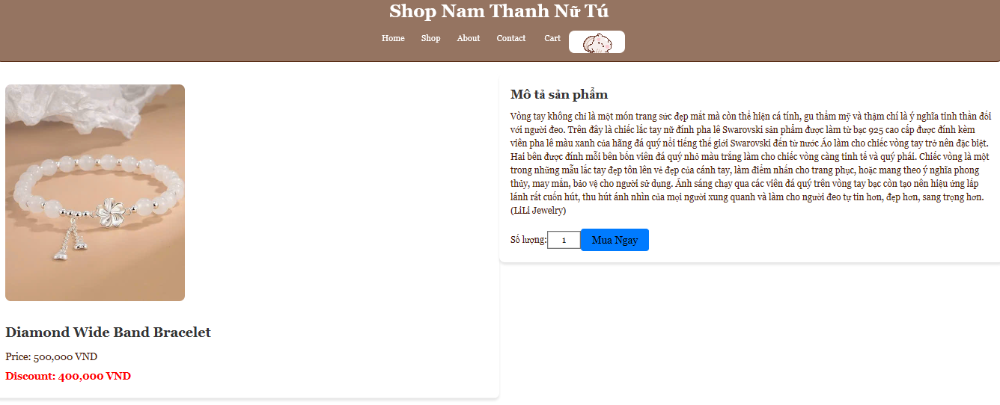 Shop Nam Thanh Nữ Tú
Home Shop About Contact Cart
Diamond Wide Band Bracelet
Price: 500,000 VND
Discount: 400,000 VND
Mô tả sản phẩm
Vòng tay không chỉ là một món trang sức đẹp mắt mà còn thể hiện cá tính, gu thẩm mỹ và thậm chí là ý nghĩa tinh thần đối
với người đeo. Trên đây là chiếc lắc tay nữ đính pha lê Swarovski sản phẩm được làm từ bạc 925 cao cấp được đính kèm
viên pha lê màu xanh của hãng đá quý nổi tiếng thế giới Swarovski đến từ nước Áo làm cho chiếc vòng tay trở nên đặc biệt.
Hai bên được đính mỗi bên bốn viên đá quý nhỏ màu trắng làm cho chiếc vòng càng tinh tế và quý phái. Chiếc vòng là một
trong những mẫu lắc tay đẹp tôn lên vẻ đẹp của cánh tay, làm điểm nhấn cho trang phục, hoặc mang theo ý nghĩa phong
thủy, may mắn, bảo vệ cho người sử dụng. Ánh sáng chạy qua các viên đá quý trên vòng tay bạc còn tạo nên hiệu ứng lấp
lánh rất cuốn hút, thu hút ánh nhìn của mọi người xung quanh và làm cho người đeo tự tin hơn, đẹp hơn, sang trọng hơn.
(LiLi Jewelry)
Số lượng: 1 Mua Ngay